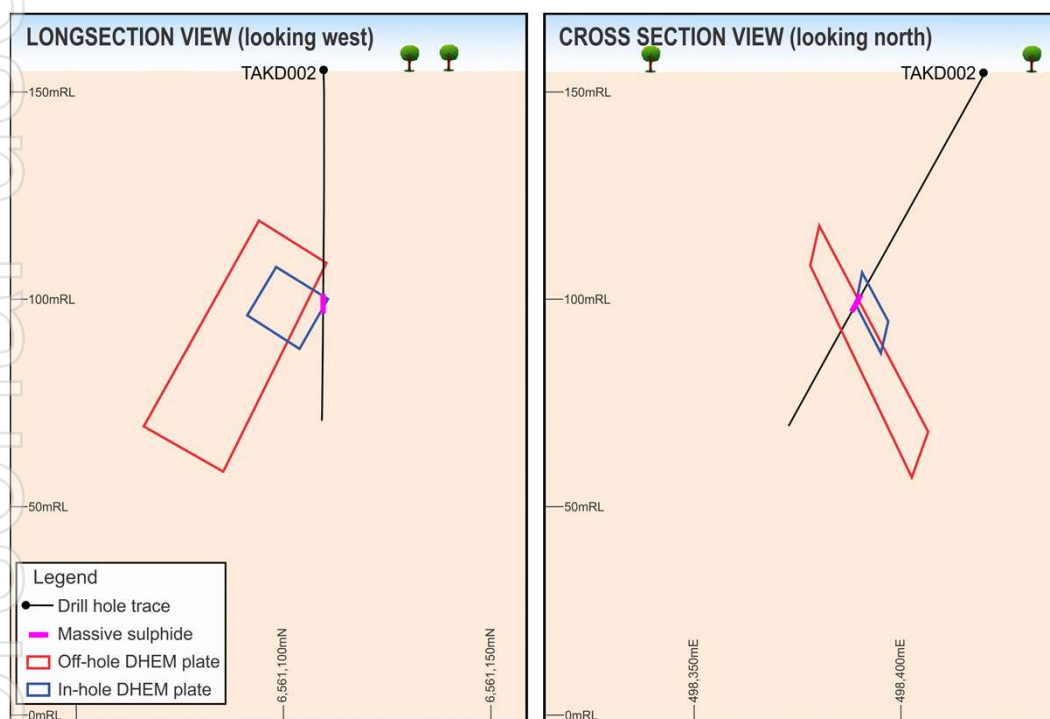 LONGSECTION VIEW (looking west)
TAKD002
150mRL
100mRL
50mRL
Legend
Drill hole trace
Massive sulphide
Off-hole DHEM plate
In-hole DHEM plate
0mRL
6,561,100mN
6,561,150mN
CROSS SECTION VIEW (looking north)
TAKD002
150mRL
100mRL
50mRL
0mRL
498,350mE
498,400mE